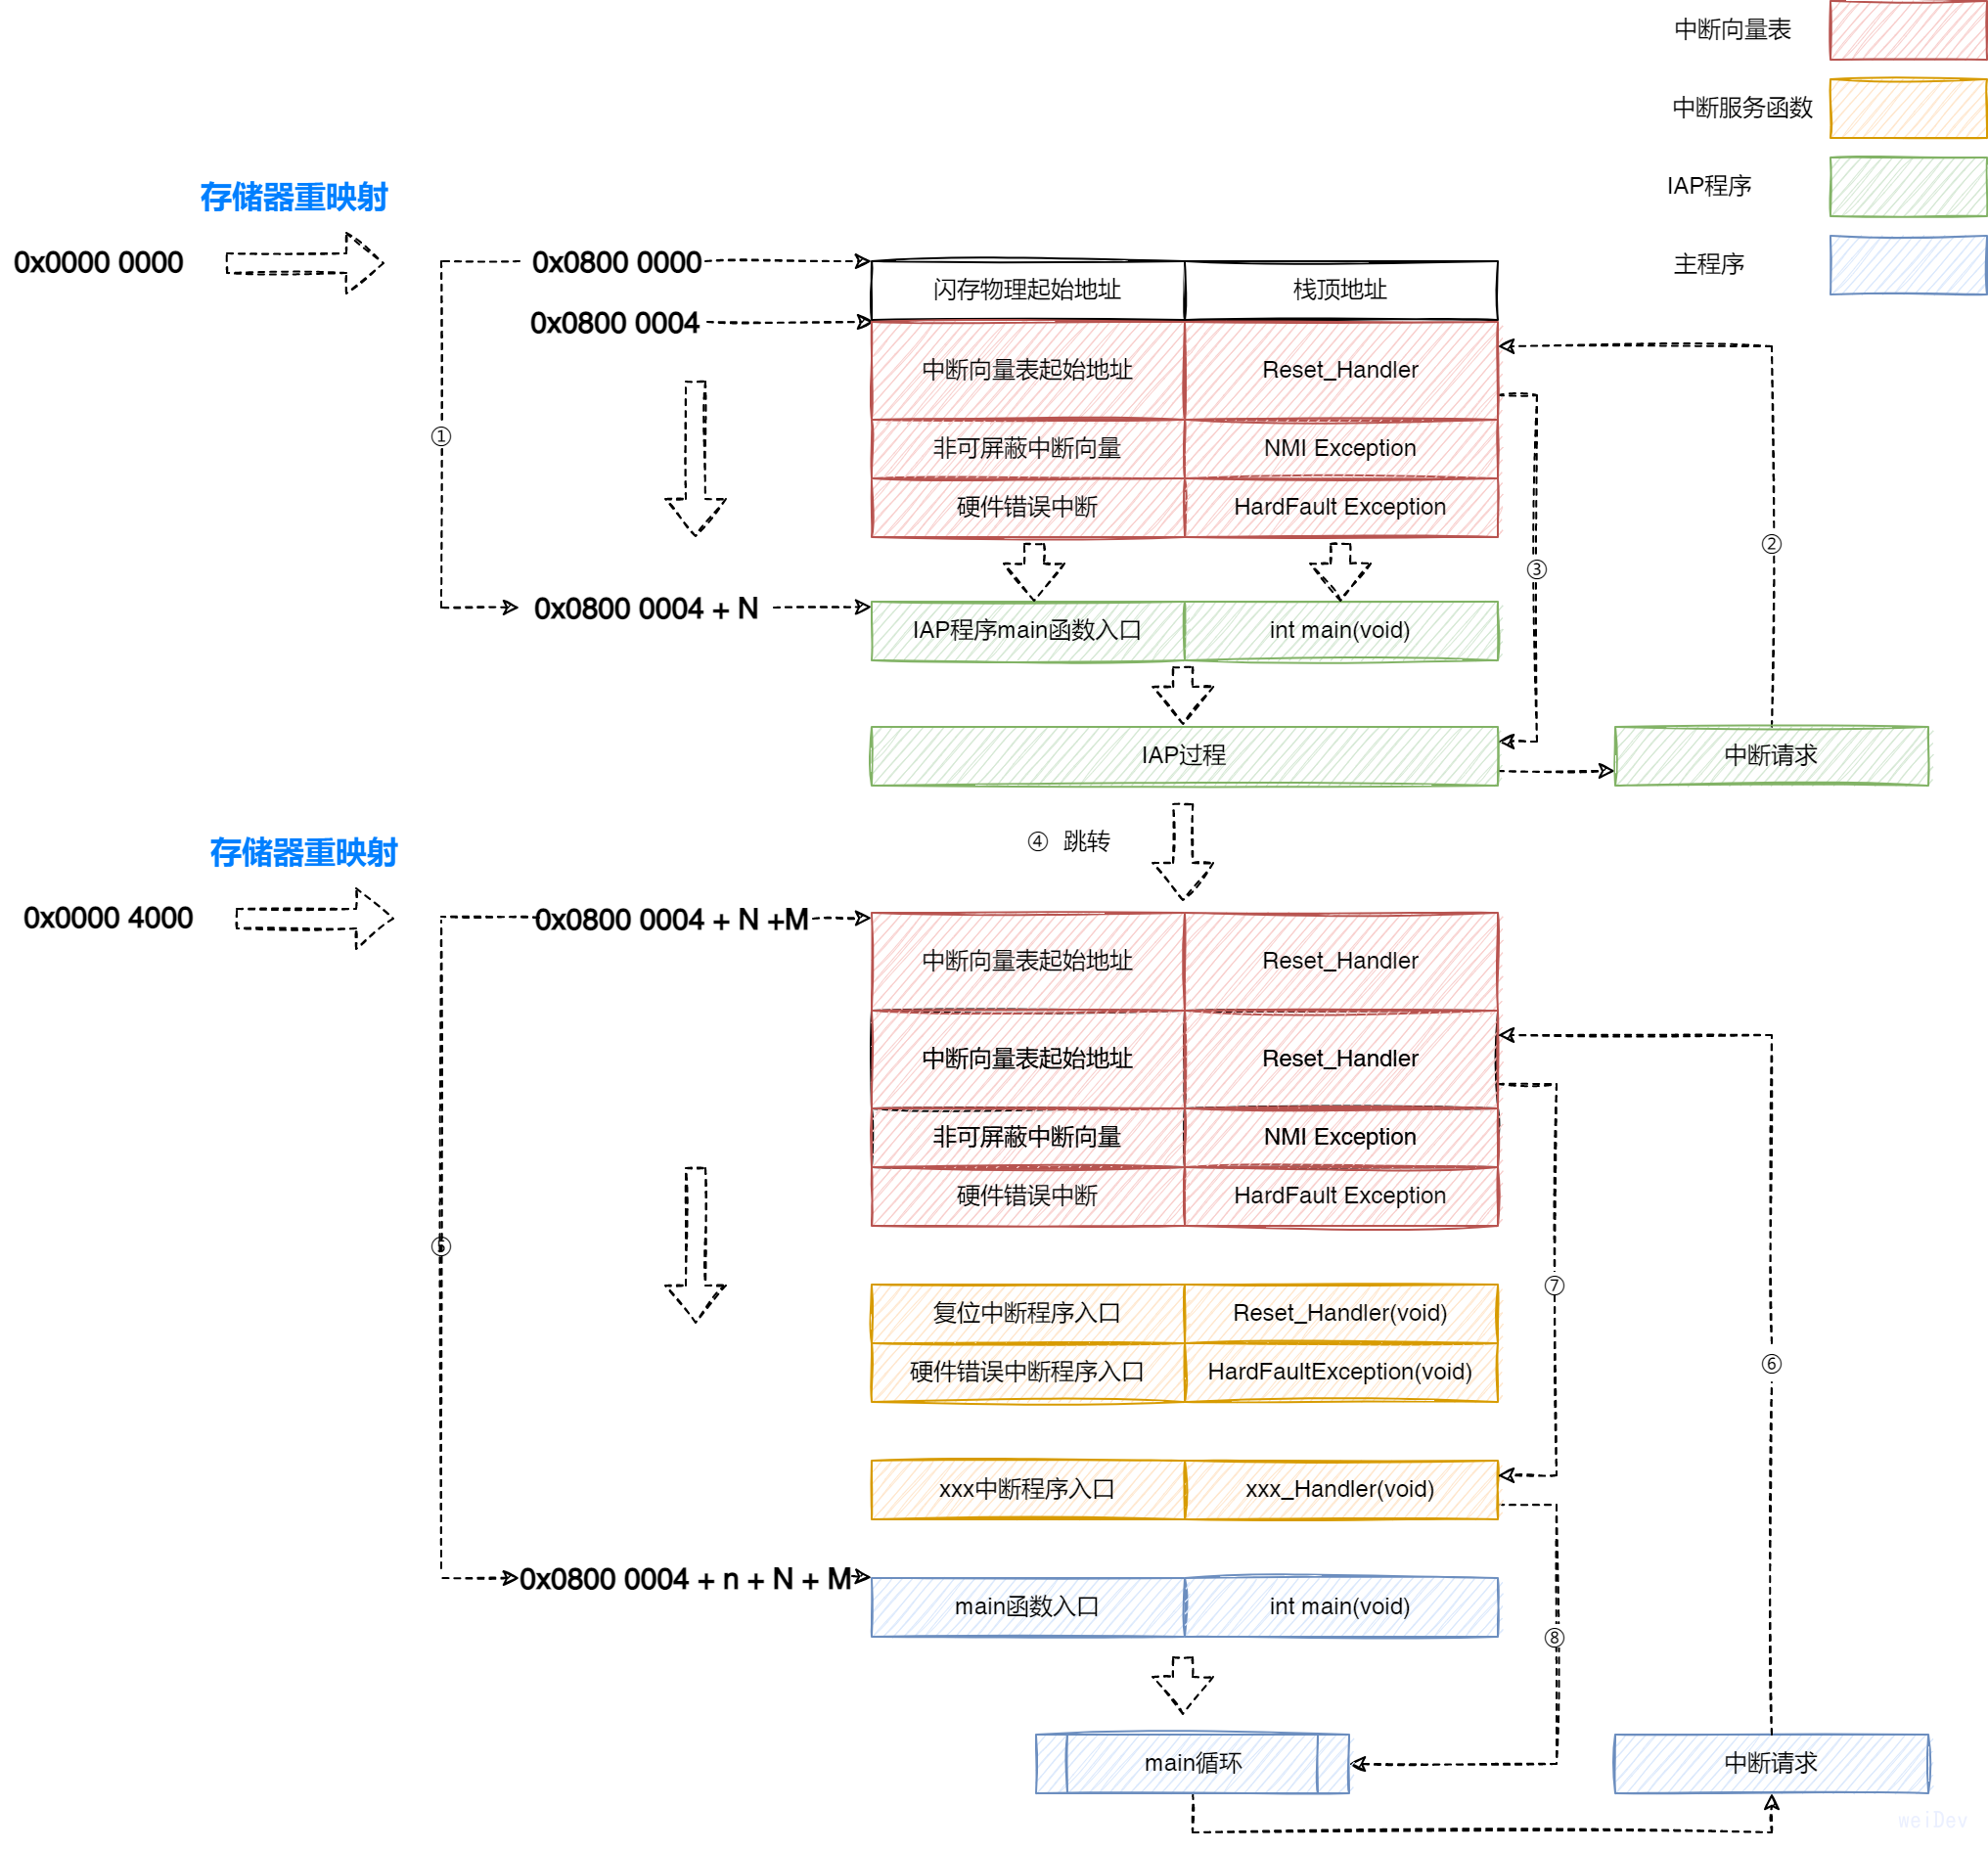 中断向量表
中断服务函数
IAP程序
主程序
存储器重映射
0x0000 0000
0x0800 0000
闪存物理起始地址
栈顶地址
0x0800 0004
中断向量表起始地址
Reset_Handler
①
非可屏蔽中断向量
NMI Exception
硬件错误中断
HardFault Exception
②
③
0x0800 0004 + N
IAP程序main函数入口
int main(void)
IAP过程
中断请求
④ 跳转
存储器重映射
0x0000 4000
0x0800 0004 + N +M
中断向量表起始地址
Reset_Handler
中断向量表起始地址
Reset_Handler
非可屏蔽中断向量
NMI Exception
硬件错误中断
HardFault Exception
⑤
⑦
复位中断程序入口
Reset_Handler(void)
硬件错误中断程序入口
HardFaultException(void)
⑥
xxx中断程序入口
xxx_Handler(void)
0x0800 0004 + n + N + M
main函数入口
int main(void)
⑧
main循环
中断请求
weiDev